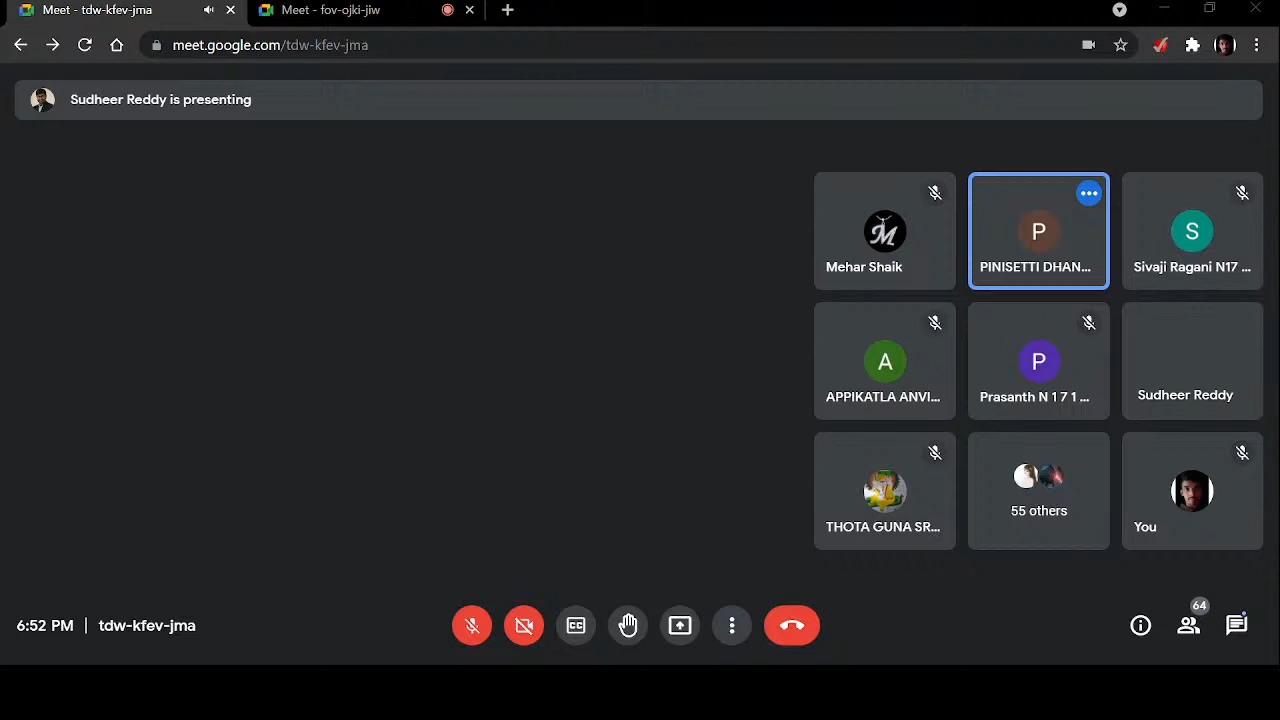 Meet - tdw-kfev-jma
Meet - fov-ojki-jiw
meet.google.com/tdw-kfev-jma
Sudheer Reddy is presenting
M
Mehar Shaik
P
PINISETTI DHAN...
S
Sivaji Ragani N17 ...
A
APPIKATLA ANVI...
P
Prasanth N 1 7 1 ...
Sudheer Reddy
THOTA GUNA SR...
55 others
You
6:52 PM | tdw-kfev-jma
CC
64